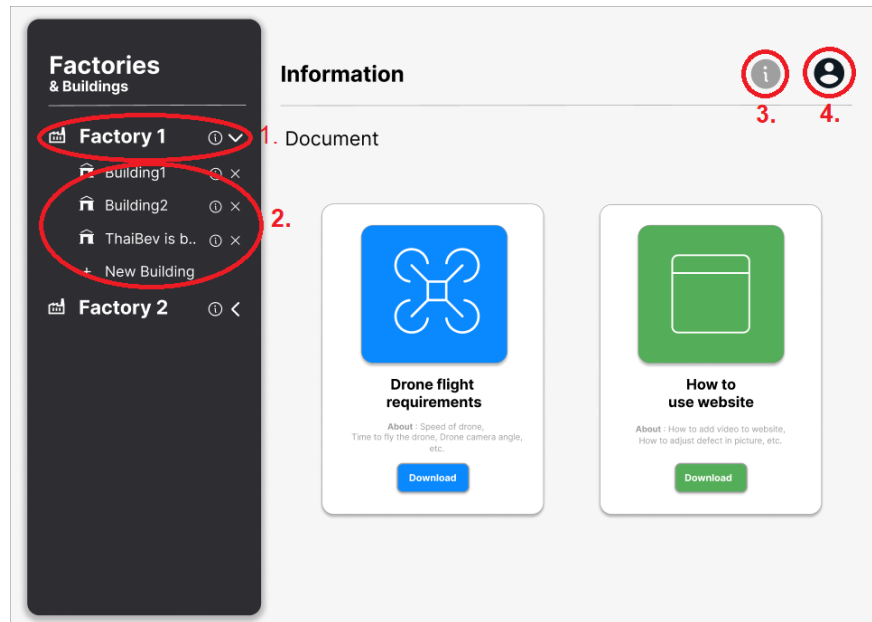 Factories
& Buildings
Information
3.
4.
Factory 1
1.
Document
Building1
Building2
2.
ThaiBev is b..
+ New Building
Factory 2
Drone flight
requirements
About : Speed of drone,
Time to fly the drone, Drone camera angle,
etc.
Download
How to
use website
About : How to add video to website,
How to adjust defect in picture, etc.
Download